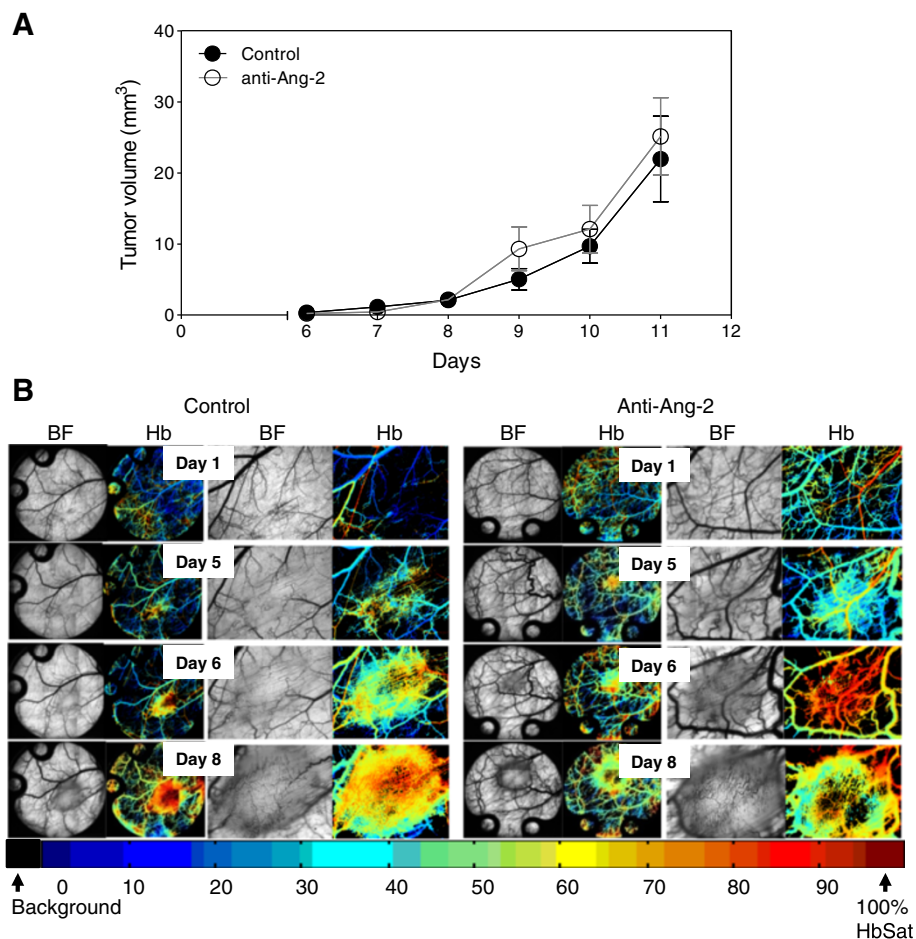 A
40
30
20
10
0
Tumor volume (mm3)
Control
anti-Ang-2
0 6 7 8 9 10 11 12
Days
B
Control Anti-Ang-2
BF Hb BF Hb BF Hb BF Hb
Day 1 Day 1
Day 5 Day 5
Day 6 Day 6
Day 8 Day 8
0 10 20 30 40 50 60 70 80 90
Background 100%
HbSat